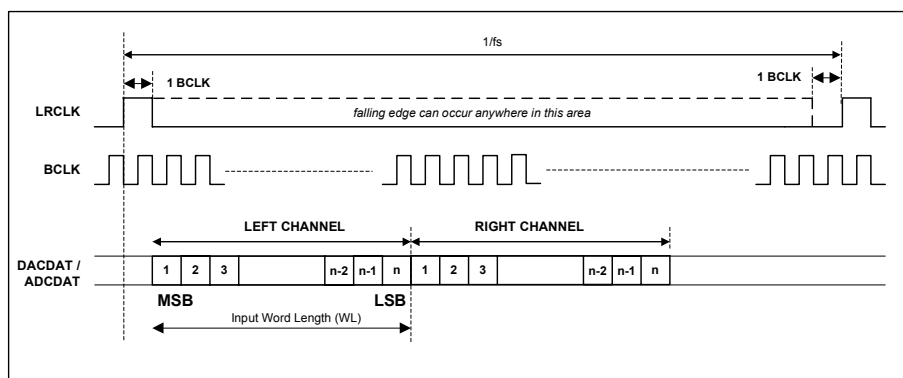 1/fs
1 BCLK
1 BCLK
LRCLK
falling edge can occur anywhere in this area
BCLK
LEFT CHANNEL
RIGHT CHANNEL
DACDAT /
ADCDAT
1 2 3 n-2 n-1 n 1 2 3 n-2 n-1 n
MSB LSB
Input Word Length (WL)